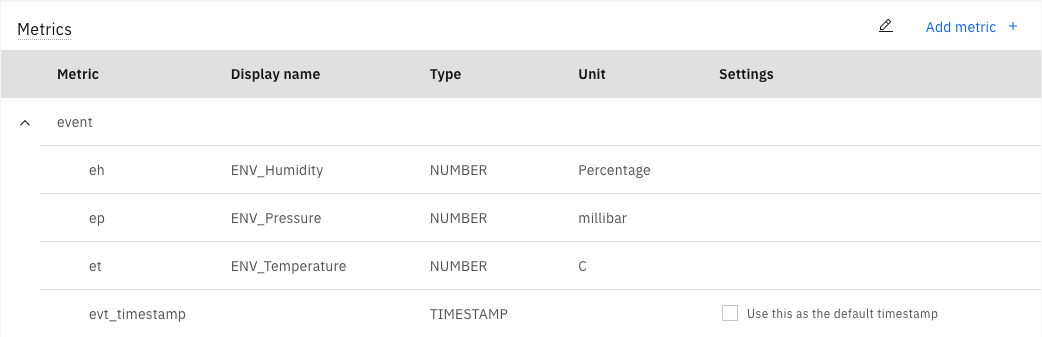 Metrics Add metric +
Metric Display name Type Unit Settings
event
eh ENV_Humidity NUMBER Percentage
ep ENV_Pressure NUMBER millibar
et ENV_Temperature NUMBER C
evt_timestamp TIMESTAMP Use this as the default timestamp